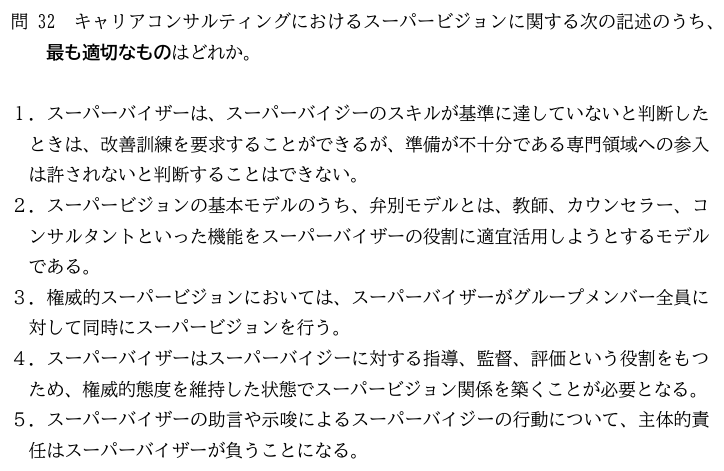 問 32　キャリアコンサルティングにおけるスーパービジョンに関する次の記述のうち、
最も適切なものはどれか。
1．スーパーバイザーは、スーパーバイジーのスキルが基準に達していないと判断した
ときは、改善訓練を要求することができるが、準備が不十分である専門領域への参入
は許されないと判断することはできない。
2．スーパービジョンの基本モデルのうち、弁別モデルとは、教師、カウンセラー、コ
ンサルタントといった機能をスーパーバイザーの役割に適宜活用しようとするモデル
である。
3．権威的スーパービジョンにおいては、スーパーバイザーがグループメンバー全員に
対して同時にスーパービジョンを行う。
4．スーパーバイザーはスーパーバイジーに対する指導、監督、評価という役割をもつ
ため、権威的態度を維持した状態でスーパービジョン関係を築くことが必要となる。
5．スーパーバイザーの助言や示唆によるスーパーバイジーの行動について、主体的責
任はスーパーバイザーが負うことになる。